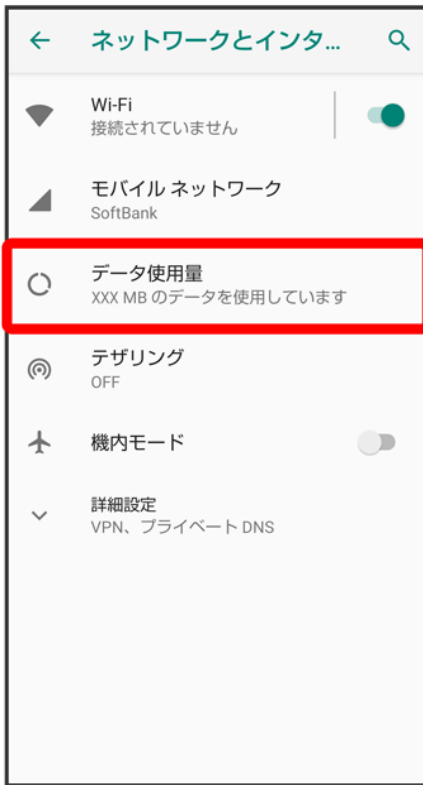 ネットワークとインタ...
Wi-Fi
接続されていません
モバイル ネットワーク
SoftBank
データ使用量
XXX MB のデータを使用しています
テザリング
OFF
機内モード
詳細設定
VPN、プライベート DNS